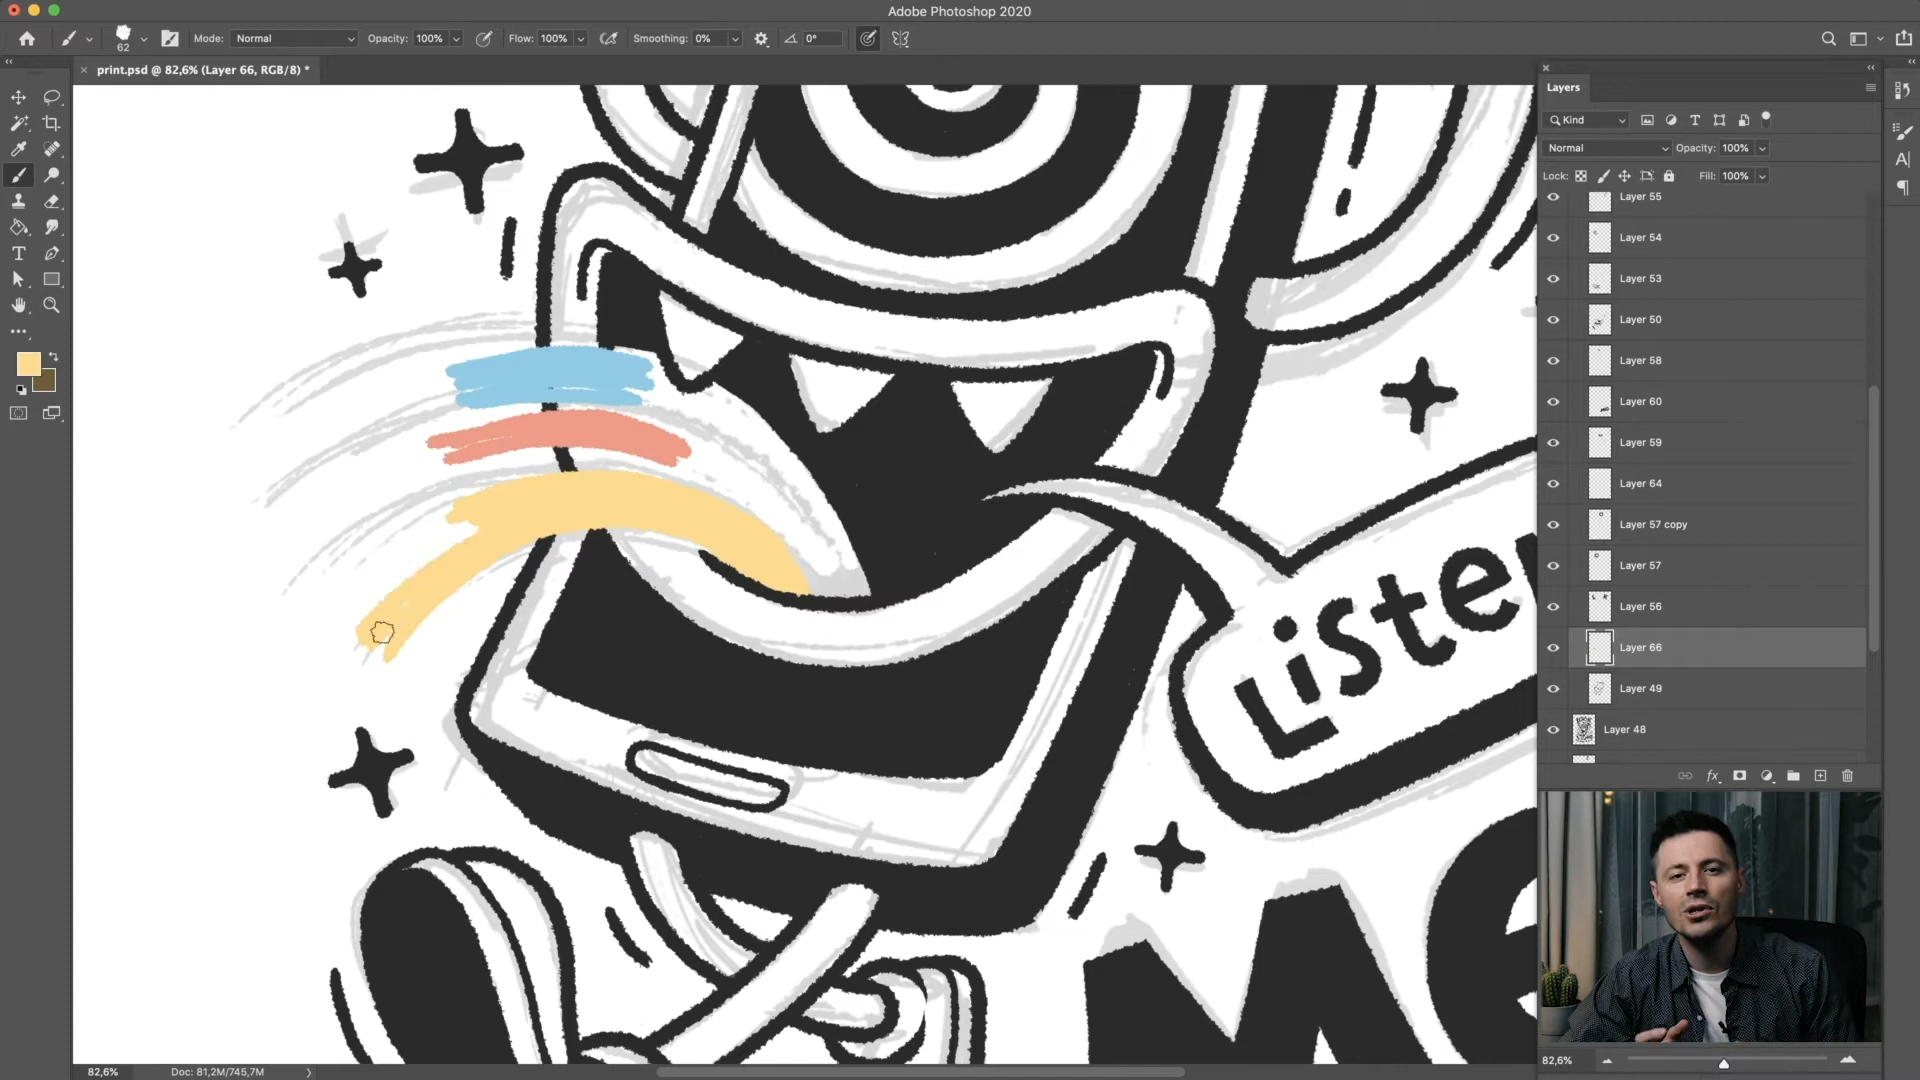 Adobe Photoshop 2020
62
Mode: Normal
Opacity: 100%
Flow: 100%
Smoothing: 0%
0°
print.psd @ 82,6% (Layer 66, RGB/8) *
Layers
Kind
Normal
Opacity: 100%
Lock:
Fill: 100%
Layer 55
Layer 54
Layer 53
Layer 50
Layer 58
Layer 60
Layer 59
Layer 64
Layer 57 copy
Layer 57
Layer 56
Layer 66
Layer 49
Layer 48
Listen
Me
82,6%
82,6%
Doc: 81,2M/745,7M